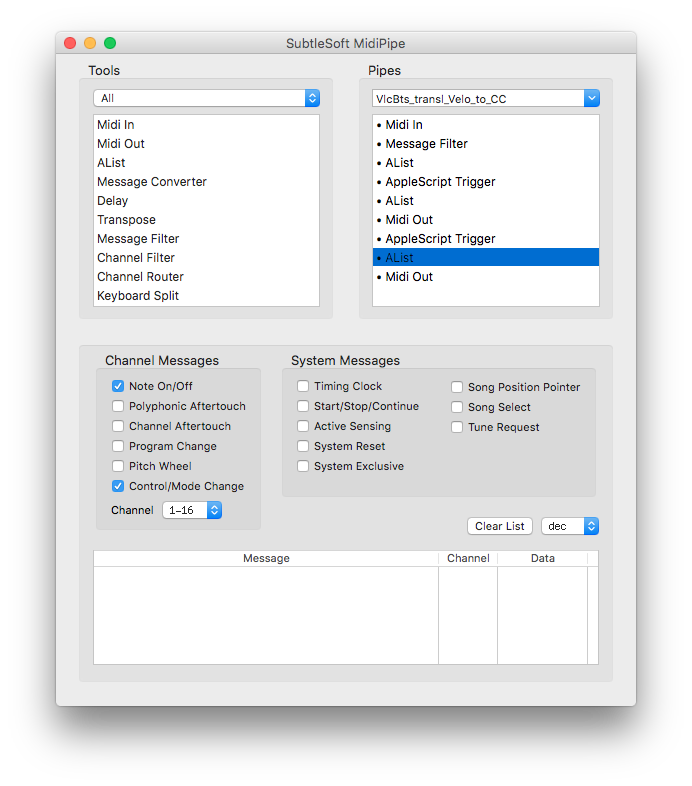 SubtleSoft MidiPipe
Tools
All
Midi In
Midi Out
AList
Message Converter
Delay
Transpose
Message Filter
Channel Filter
Channel Router
Keyboard Split
Pipes
VlcBts_transl_Velo_to_CC
• Midi In
• Message Filter
• AList
• AppleScript Trigger
• AList
• Midi Out
• AppleScript Trigger
• AList
• Midi Out
Channel Messages
Note On/Off
Polyphonic Aftertouch
Channel Aftertouch
Program Change
Pitch Wheel
Control/Mode Change
Channel 1–16
System Messages
Timing Clock
Start/Stop/Continue
Active Sensing
System Reset
System Exclusive
Song Position Pointer
Song Select
Tune Request
Clear List dec
Message Channel Data